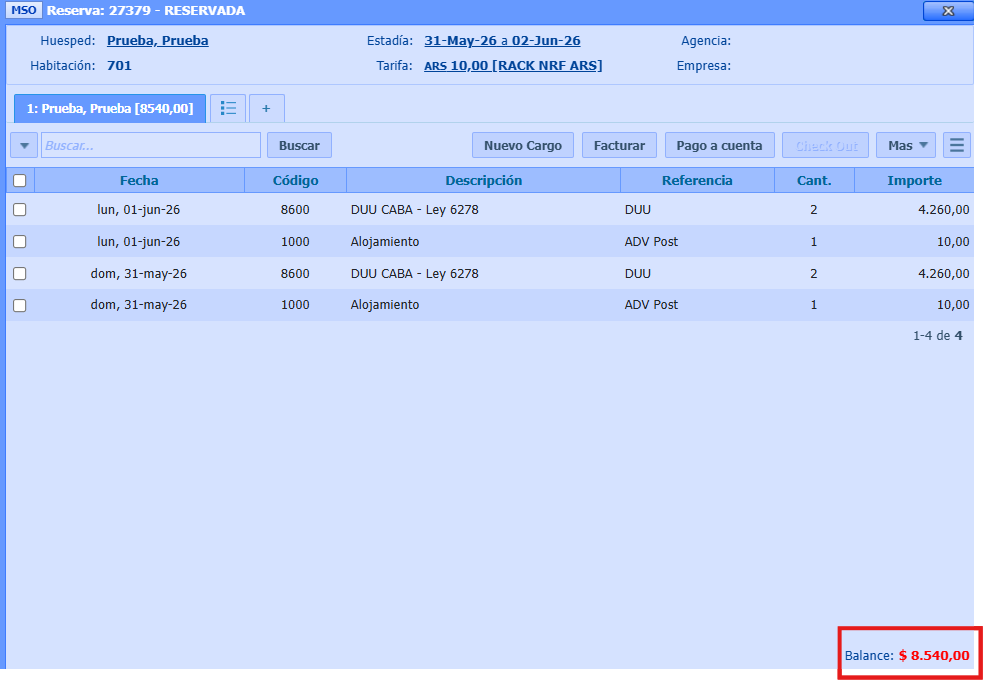 MSO Reserva: 27379 - RESERVADA
Huesped: Prueba, Prueba Estadía: 31-May-26 a 02-Jun-26 Agencia:
Habitación: 701 Tarifa: ARS 10,00 [RACK NRF ARS] Empresa:
1: Prueba, Prueba [8540,00] +
Buscar... Buscar Nuevo Cargo Facturar Pago a cuenta Check Out Mas
Fecha Código Descripción Referencia Cant. Importe
lun, 01-jun-26 8600 DUU CABA - Ley 6278 DUU 2 4.260,00
lun, 01-jun-26 1000 Alojamiento ADV Post 1 10,00
dom, 31-may-26 8600 DUU CABA - Ley 6278 DUU 2 4.260,00
dom, 31-may-26 1000 Alojamiento ADV Post 1 10,00
1-4 de 4
Balance: $ 8.540,00